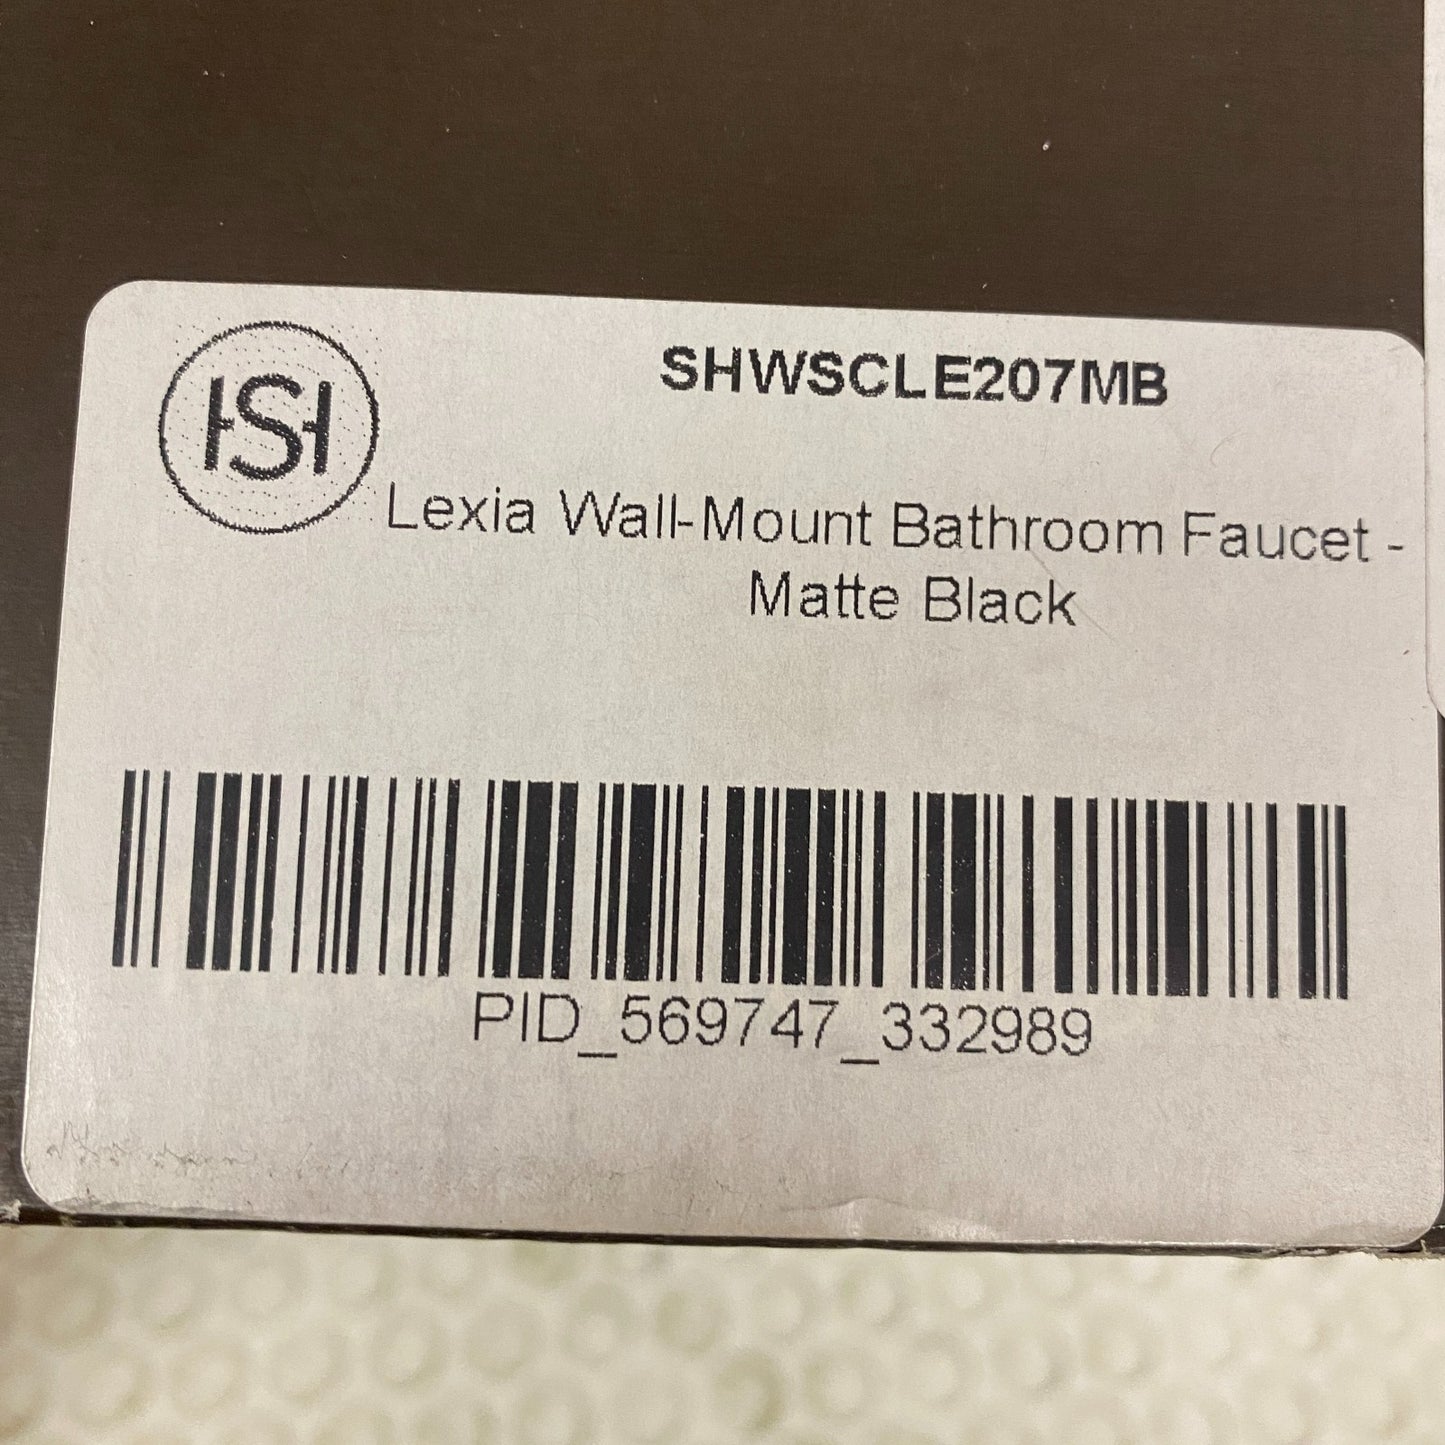 HSH
SHWSCLE207MB
Lexia Wall-Mount Bathroom Faucet -
Matte Black
PID_569747_332989